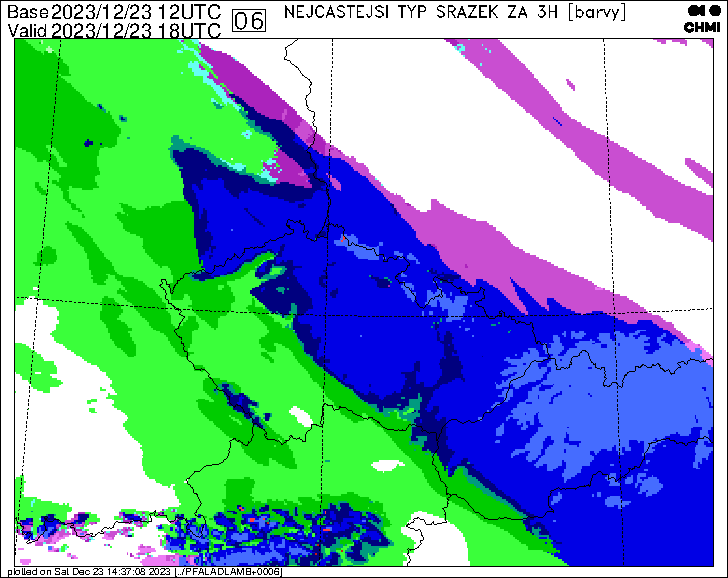 Base 2023/12/23 12UTC
Valid 2023/12/23 18UTC
06
NEJCASTEJSI TYP SRAZEK ZA 3H [barvy]
CHMI
plotted on Sat Dec 23 14:37:08 2023 [../PFALADLAMB+0006]